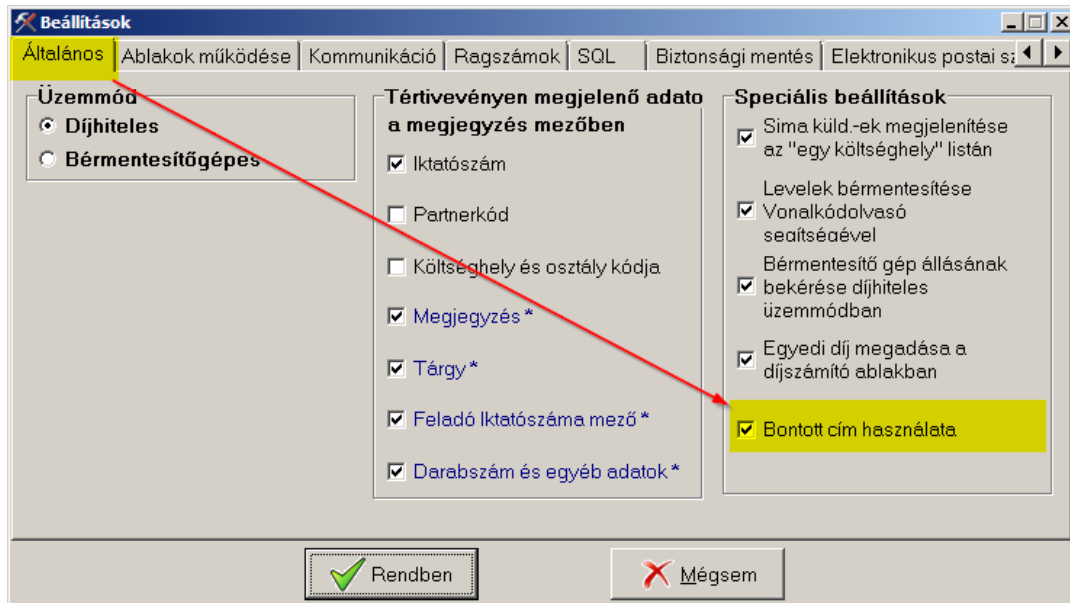 Beállítások
Általános Ablakok működése Kommunikáció Ragszámok SQL Biztonsági mentés Elektronikus postai sz
Üzemmód
Díjhiteles
Bérmentesítőgépes
Tértivevényen megjelenő adato
a megjegyzés mezőben
Iktatószám
Partnerkód
Költséghely és osztály kódja
Megjegyzés *
Tárgy *
Feladó Iktatószáma mező *
Darabszám és egyéb adatok *
Speciális beállítások
Sima küld.-ek megjelenítése
az "egy költséghely" listán
Levelek bérmentesítése
Vonalkódolvasó
segítségével
Bérmentesítő gép állásának
bekérése díjhiteles
üzemmódban
Egyedi díj megadása a
díjszámító ablakban
Bontott cím használata
Rendben
Mégsem